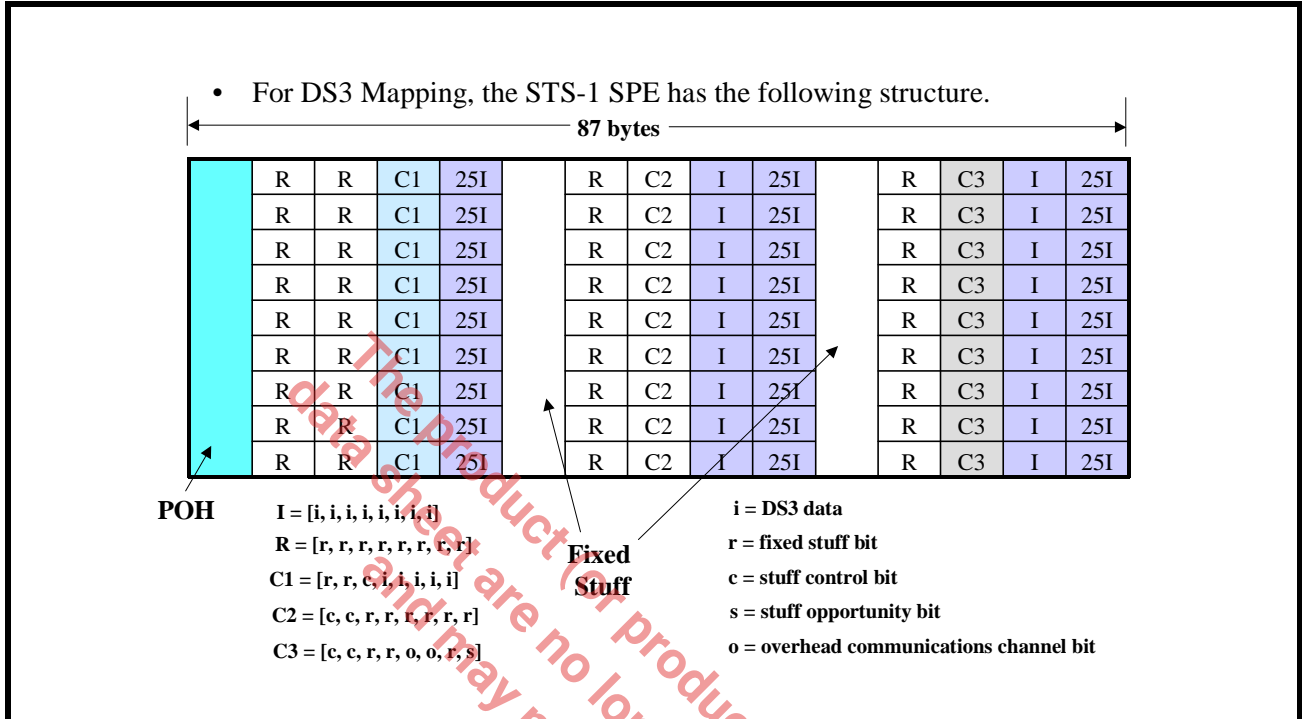 • For DS3 Mapping, the STS-1 SPE has the following structure.
87 bytes
R R C1 25I R C2 I 25I R C3 I 25I
R R C1 25I R C2 I 25I R C3 I 25I
R R C1 25I R C2 I 25I R C3 I 25I
R R C1 25I R C2 I 25I R C3 I 25I
R R C1 25I R C2 I 25I R C3 I 25I
R R C1 25I R C2 I 25I R C3 I 25I
R R C1 25I R C2 I 25I R C3 I 25I
R R C1 25I R C2 I 25I R C3 I 25I
R R C1 25I R C2 I 25I R C3 I 25I
POH
I = [i, i, i, i, i, i, i, i]
R = [r, r, r, r, r, r, r, r]
C1 = [r, r, c, i, i, i, i, i]
C2 = [c, c, r, r, r, r, r, r]
C3 = [c, c, r, r, o, o, r, s]
Fixed
Stuff
i = DS3 data
r = fixed stuff bit
c = stuff control bit
s = stuff opportunity bit
o = overhead communications channel bit
The product (or
data sheet are no
and may